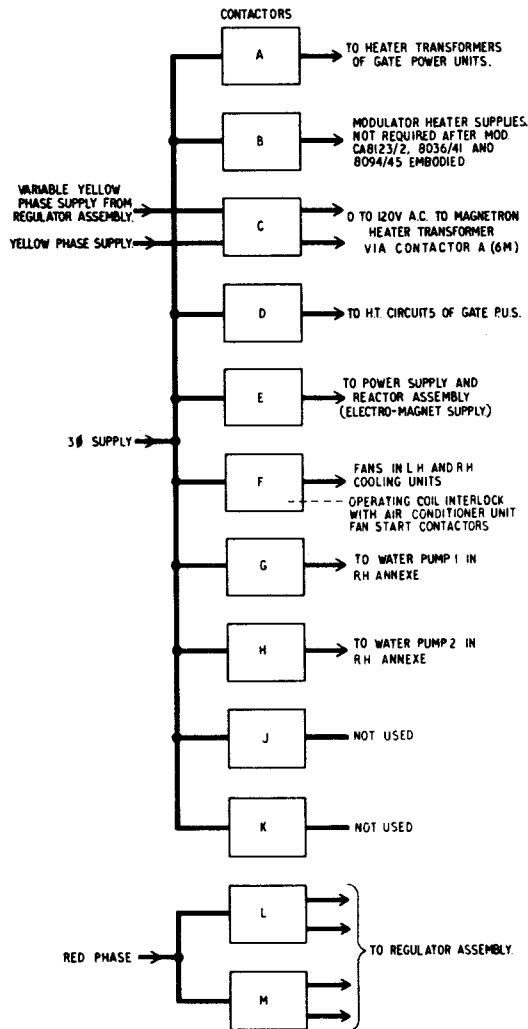 CONTACTORS
A
TO HEATER TRANSFORMERS
OF GATE POWER UNITS.
B
MODULATOR HEATER SUPPLIES.
NOT REQUIRED AFTER MOD.
CA8123/2, 8036/41 AND
8094/45 EMBODIED
VARIABLE YELLOW
PHASE SUPPLY FROM
REGULATOR ASSEMBLY.
YELLOW PHASE SUPPLY.
C
0 TO 120V A.C. TO MAGNETRON
HEATER TRANSFORMER
VIA CONTACTOR A (6M)
D
TO H.T. CIRCUITS OF GATE P.U.S.
E
TO POWER SUPPLY AND
REACTOR ASSEMBLY
(ELECTRO-MAGNET SUPPLY)
3Ø SUPPLY
F
FANS IN LH AND RH
COOLING UNITS
OPERATING COIL INTERLOCK
WITH AIR CONDITIONER UNIT
FAN START CONTACTORS
G
TO WATER PUMP 1 IN
RH ANNEXE.
H
TO WATER PUMP 2 IN
RH ANNEXE
J
NOT USED
K
NOT USED
RED PHASE
L
M
TO REGULATOR ASSEMBLY.